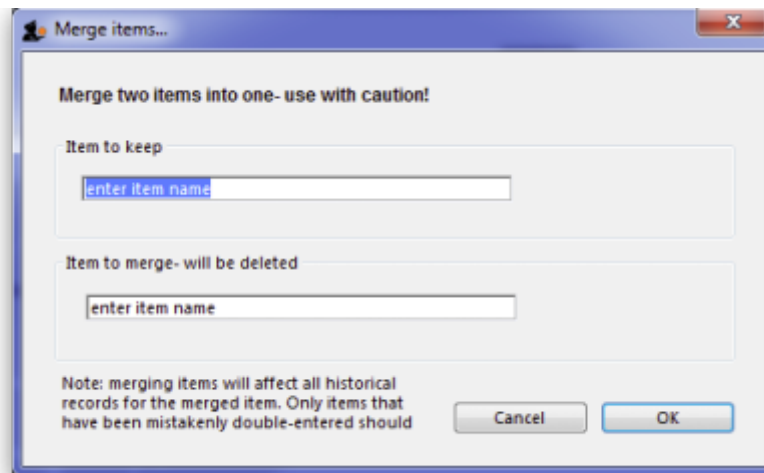 Merge items...
Merge two items into one- use with caution!
Item to keep
enter item name
Item to merge- will be deleted
enter item name
Note: merging items will affect all historical
records for the merged item. Only items that
have been mistakenly double-entered should
Cancel
OK